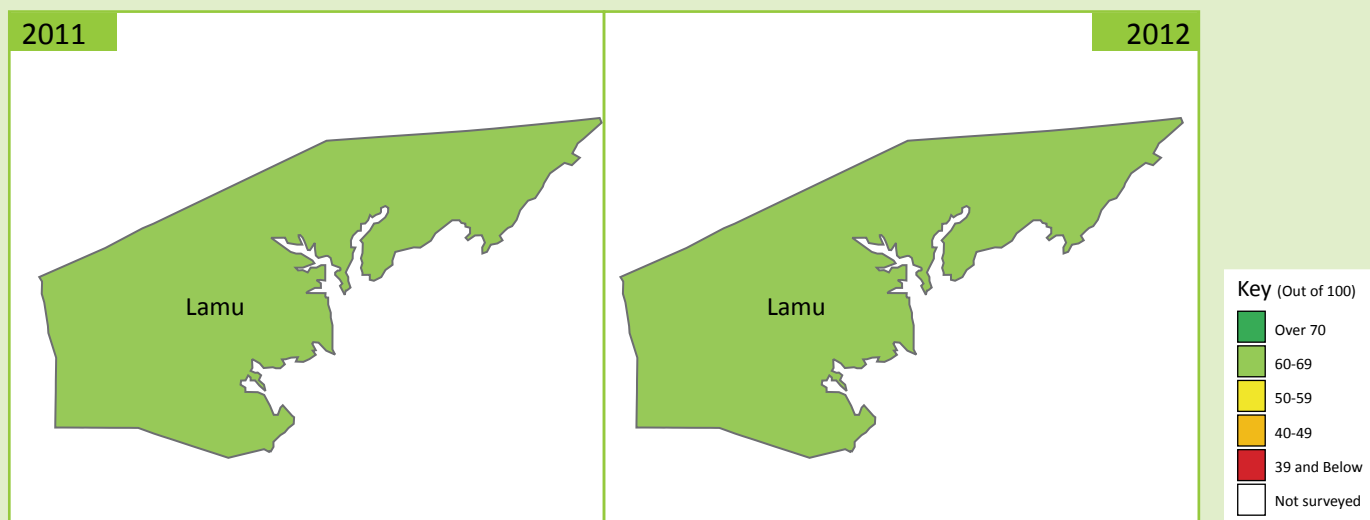 2011
2012
Lamu
Lamu
Key (Out of 100)
Over 70
60-69
50-59
40-49
39 and Below
Not surveyed